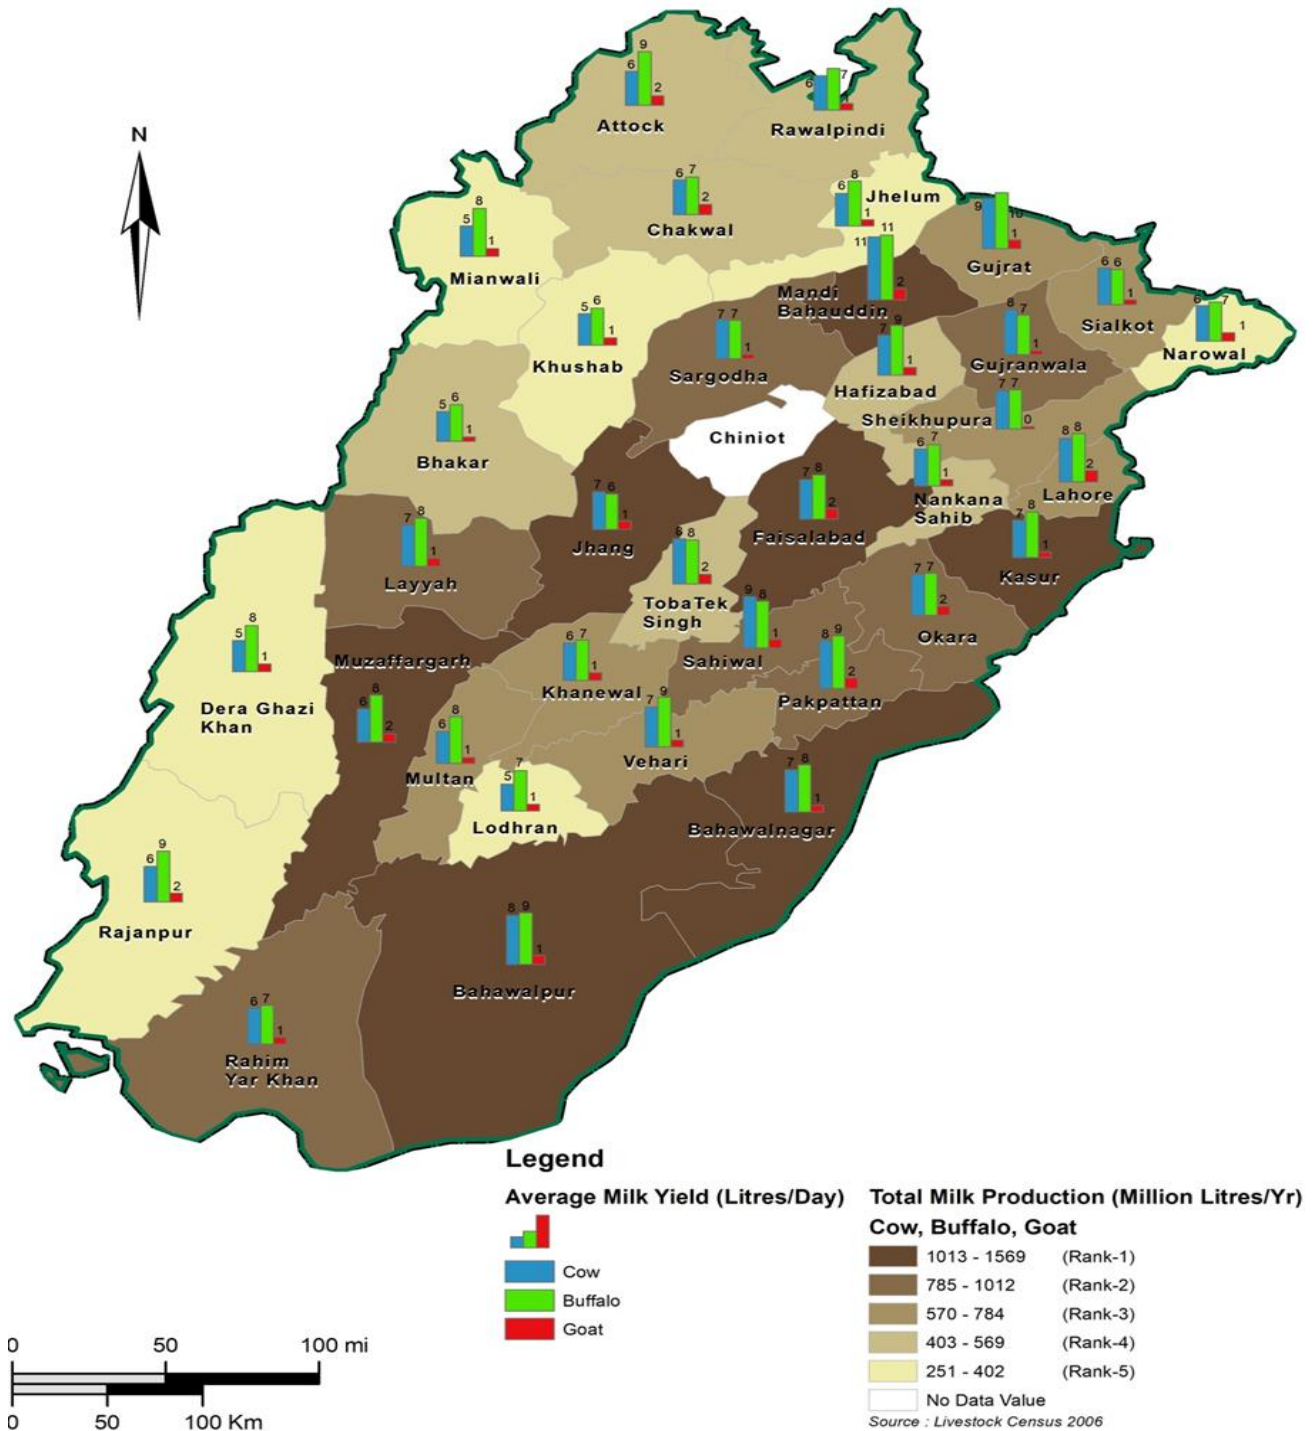 N
6 9 2
Attock
6 7 1
Rawalpindi
6 7 2
Chakwal
6 8 1
Jhelum
5 8 1
Mianwali
9 10 1
Gujrat
11 11 2
Mandi
Bahauddin
6 6 1
Sialkot
6 7 1
Narowal
5 6 1
Khushab
7 7 1
Sargodha
7 9 1
Hafizabad
8 7 1
Gujranwala
7 7 0
Sheikhupura
5 6 1
Bhakar
Chiniot
6 7 1
Nankana
Sahib
8 8 2
Lahore
7 8 1
Layyah
7 6 1
Jhang
7 8 2
Faisalabad
7 8 1
Kasur
8 8 2
TobaTek
Singh
7 7 2
Okara
5 8 1
Dera Ghazi
Khan
Muzaffargarh
6 8 2
6 7 1
Khanewal
9 8 1
Sahiwal
8 9 2
Pakpattan
6 8 1
Multan
7 9 1
Vehari
5 7 1
Lodhran
7 8 1
Bahawalnagar
6 9 2
Rajanpur
8 9 1
Bahawalpur
6 7 1
Rahim
Yar Khan
Legend
Average Milk Yield (Litres/Day)
Cow
Buffalo
Goat
Total Milk Production (Million Litres/Yr)
Cow, Buffalo, Goat
1013 - 1569 (Rank-1)
785 - 1012 (Rank-2)
570 - 784 (Rank-3)
403 - 569 (Rank-4)
251 - 402 (Rank-5)
No Data Value
Source : Livestock Census 2006
0 50 100 mi
0 50 100 Km